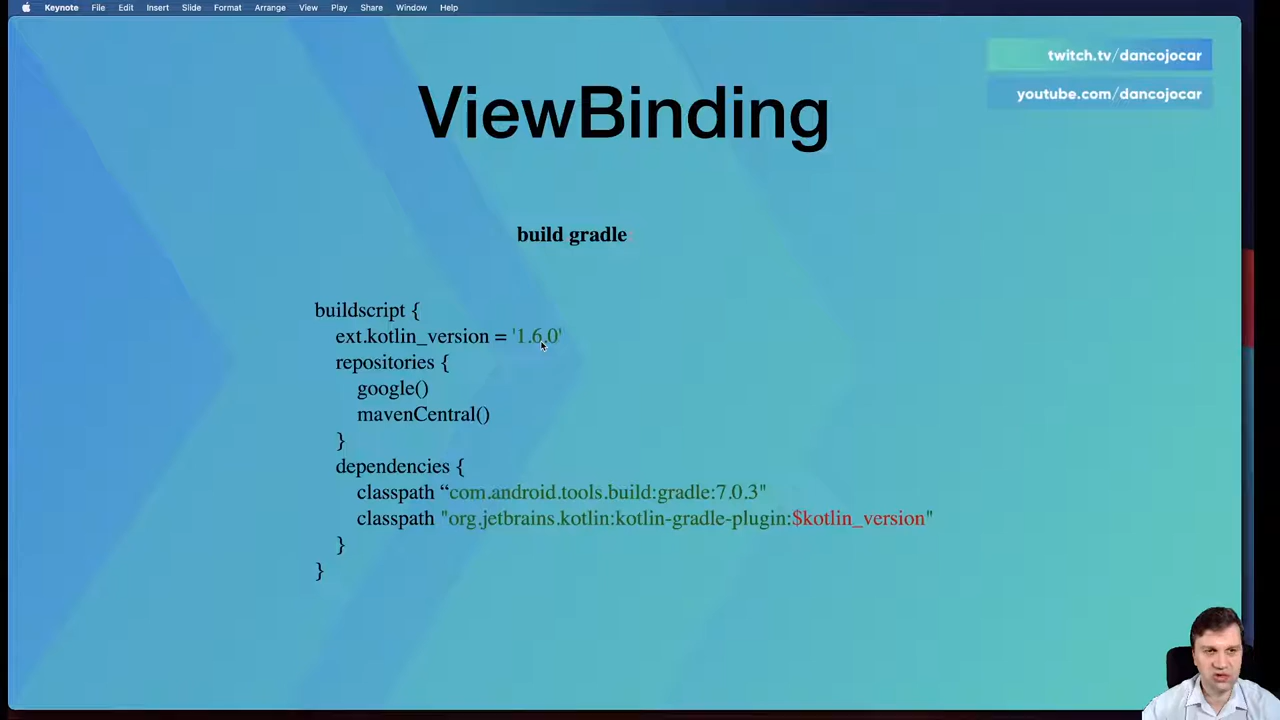 Keynote File Edit Insert Slide Format Arrange View Play Share Window Help
twitch.tv/dancojocar
youtube.com/dancojocar
ViewBinding
build gradle
buildscript {
ext.kotlin_version = '1.6.0'
repositories {
google()
mavenCentral()
}
dependencies {
classpath “com.android.tools.build:gradle:7.0.3"
classpath "org.jetbrains.kotlin:kotlin-gradle-plugin:$kotlin_version"
}
}